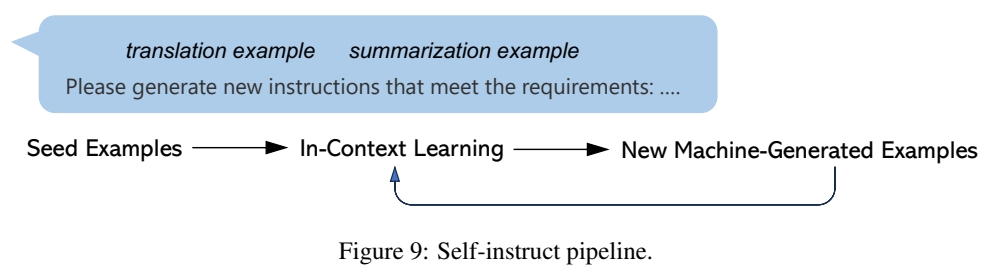 translation example summarization example
Please generate new instructions that meet the requirements: ....
Seed Examples In-Context Learning New Machine-Generated Examples
Figure 9: Self-instruct pipeline.